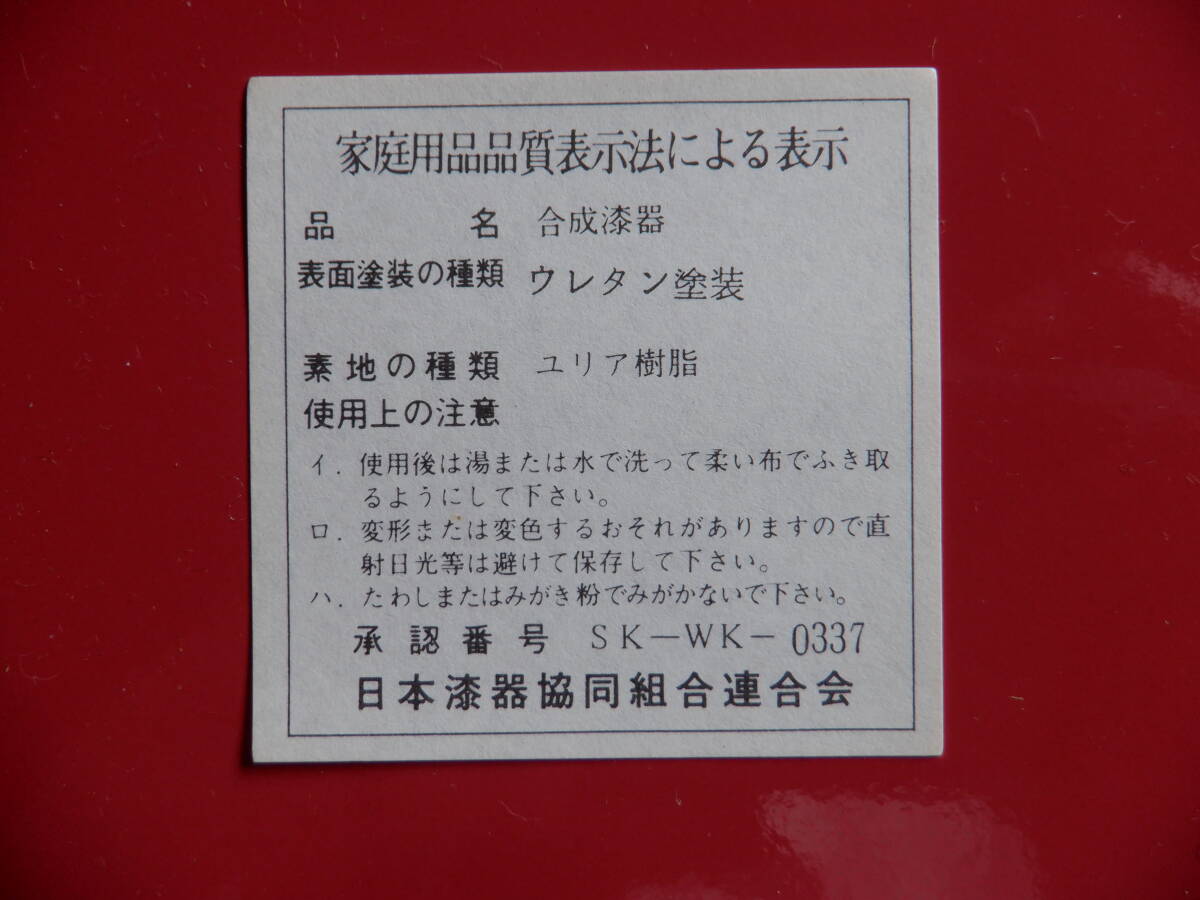 家庭用品品質表示法による表示
品名 合成漆器
表面塗装の種類 ウレタン塗装
素地の種類 ユリア樹脂
使用上の注意
イ．使用後は湯または水で洗って柔い布でふき取
るようにして下さい。
ロ．変形または変色するおそれがありますので直
射日光等は避けて保存して下さい。
ハ．たわしまたはみがき粉でみがかないで下さい。
承認番号 SK－WK－0337
日本漆器協同組合連合会